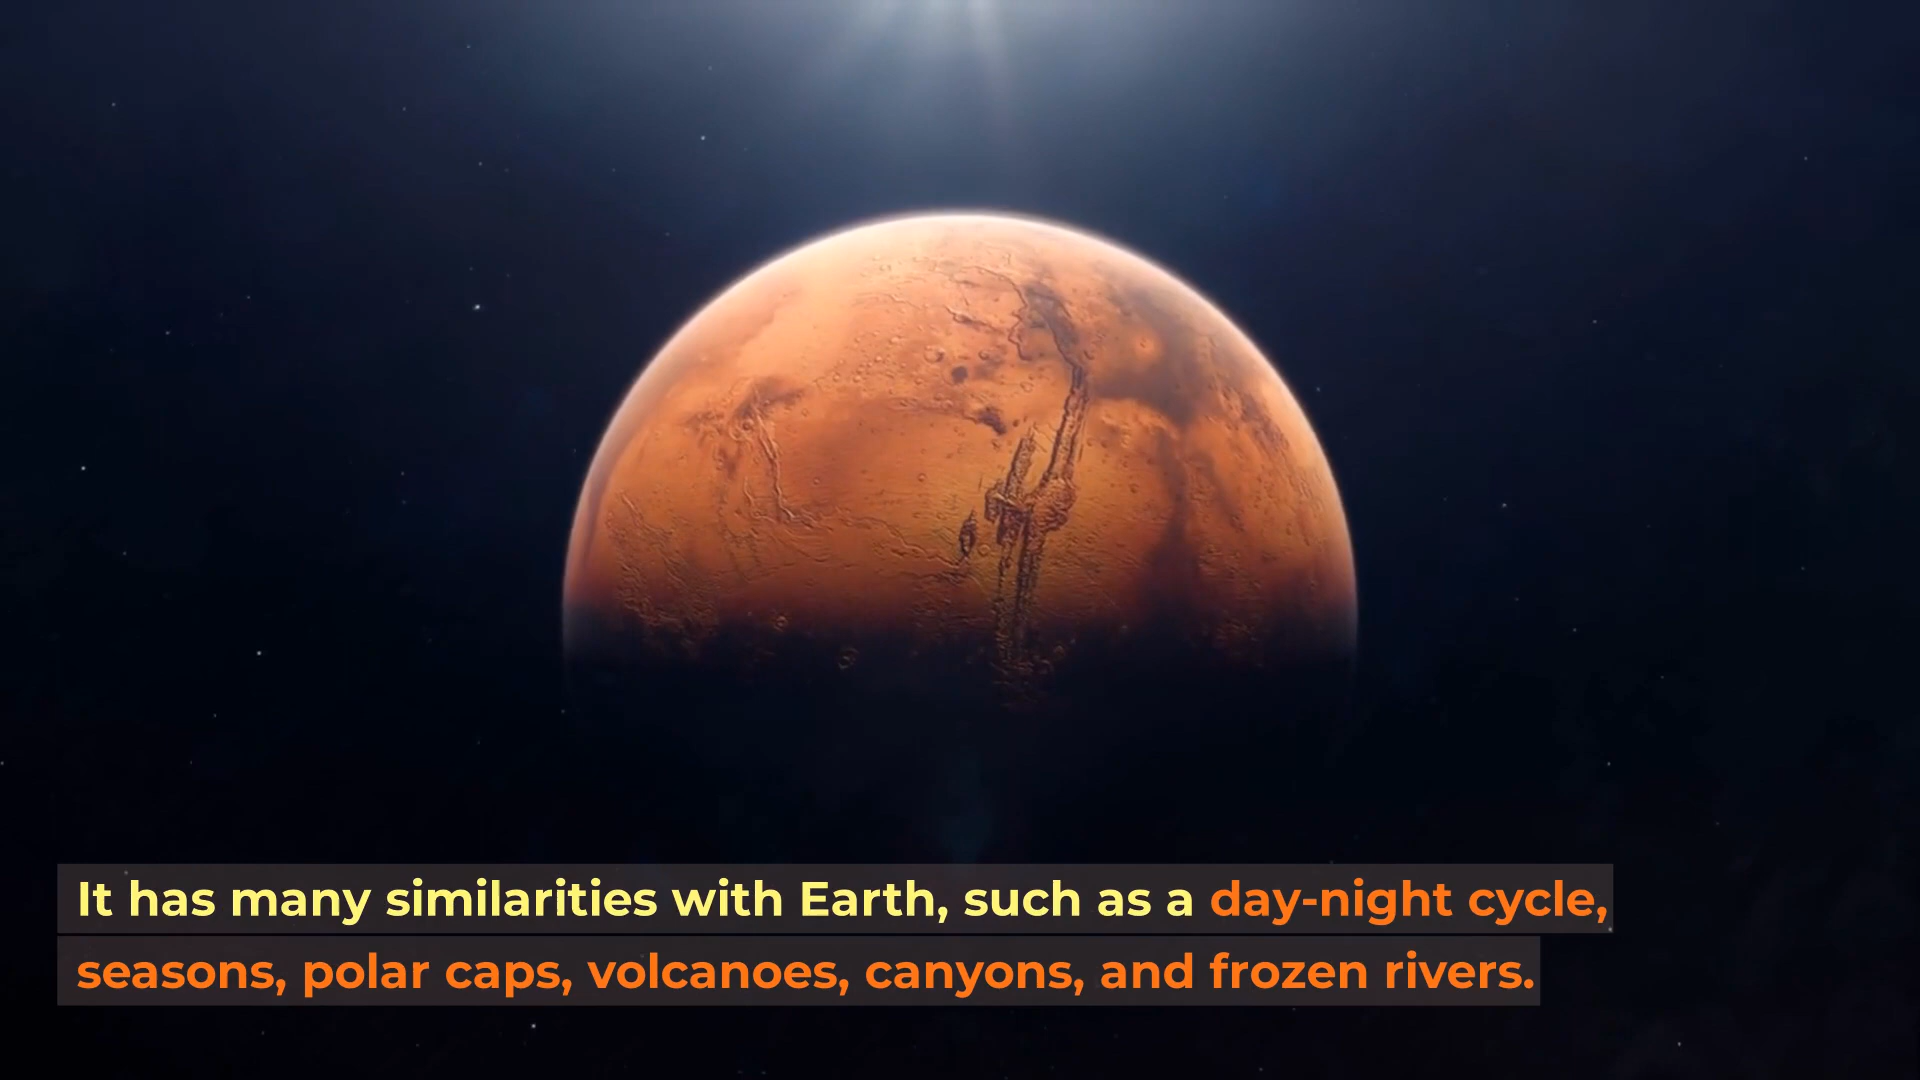 It has many similarities with Earth, such as a day-night cycle,
seasons, polar caps, volcanoes, canyons, and frozen rivers.